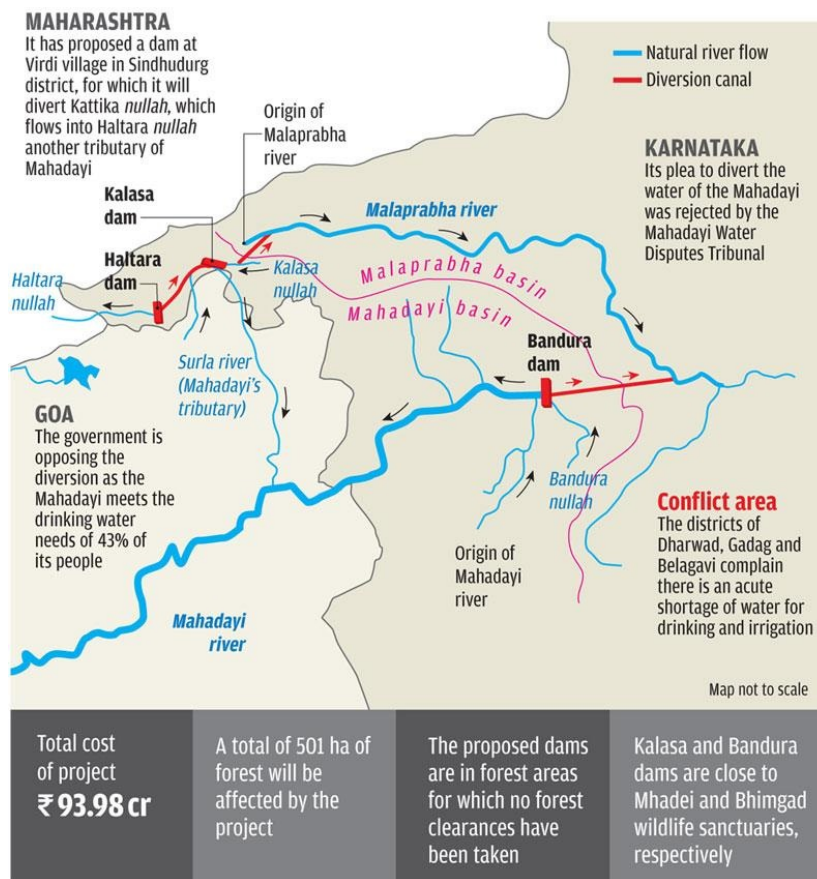 MAHARASHTRA
It has proposed a dam at
Virdi village in Sindhudurg
district, for which it will
divert Kattika nullah, which
flows into Haltara nullah
another tributary of
Mahadayi
Origin of
Malaprabha
river
Natural river flow
Diversion canal
KARNATAKA
Its plea to divert the
water of the Mahadayi
was rejected by the
Mahadayi Water
Disputes Tribunal
Kalasa
dam
Malaprabha river
Haltara
dam
Haltara
nullah
Kalasa
nullah
Malaprabha basin
Mahadayi basin
Surla river
(Mahadayi's
tributary)
Bandura
dam
GOA
The government is
opposing the
diversion as the
Mahadayi meets the
drinking water
needs of 43% of
its people
Bandura
nullah
Origin of
Mahadayi
river
Conflict area
The districts of
Dharwad, Gadag and
Belagavi complain
there is an acute
shortage of water for
drinking and irrigation
Mahadayi
river
Map not to scale
Total cost
of project
₹ 93.98 cr
A total of 501 ha of
forest will be
affected by the
project
The proposed dams
are in forest areas
for which no forest
clearances have
been taken
Kalasa and Bandura
dams are close to
Mhadei and Bhimgad
wildlife sanctuaries,
respectively